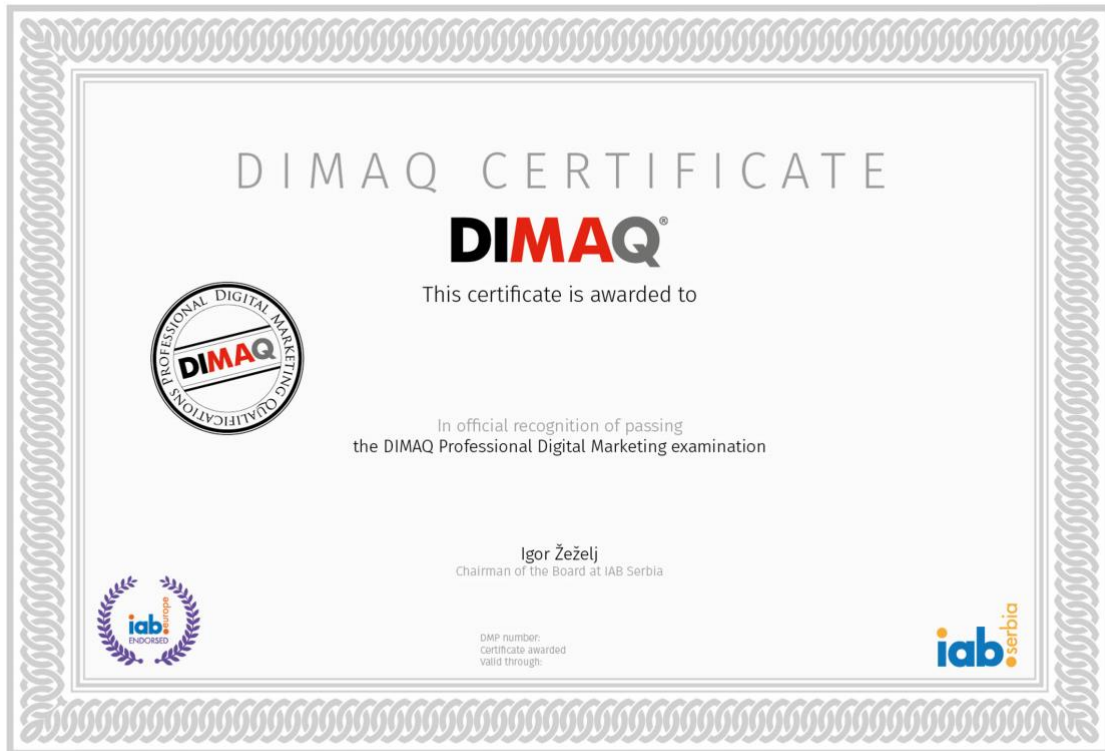 DIMAQ CERTIFICATE
DIMAQ®
This certificate is awarded to
PROFESSIONAL DIGITAL MARKETING QUALIFICATIONS
DIMAQ
In official recognition of passing
the DIMAQ Professional Digital Marketing examination
Igor Žeželj
Chairman of the Board at IAB Serbia
iab europe
ENDORSED
DMP number:
Certificate awarded
Valid through:
iab serbia